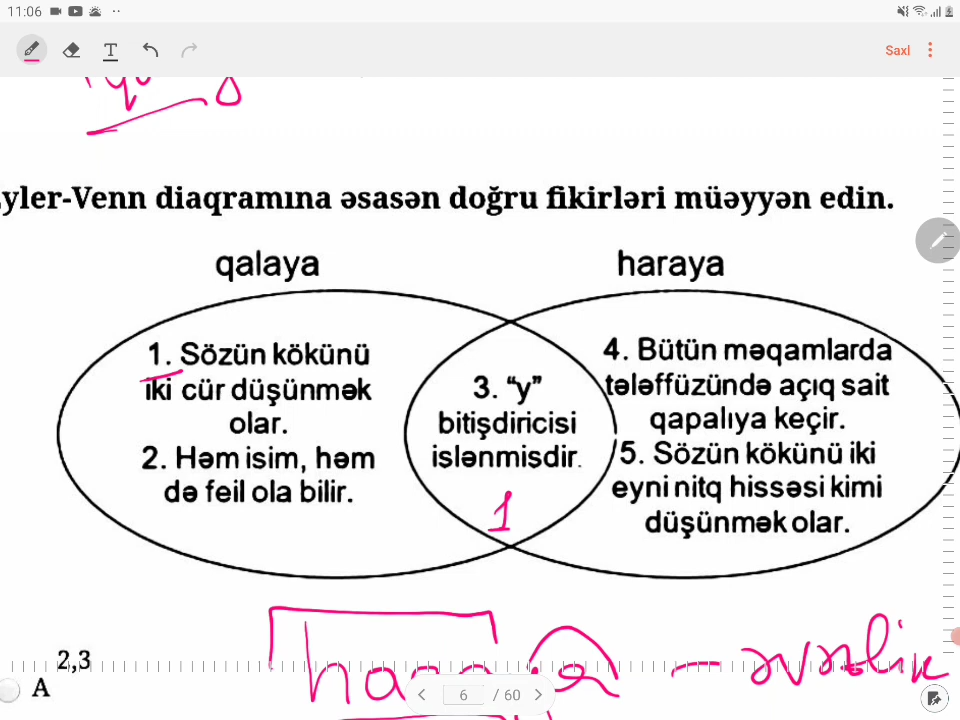 11:06
T
Saxl
yler-Venn diaqramına əsasən doğru fikirləri müəyyən edin.
qalaya
haraya
1. Sözün kökünü
iki cür düşünmək
olar.
2. Həm isim, həm
də feil ola bilir.
3. “y”
bitişdiricisi
islənmişdir.
1
4. Bütün məqamlarda
tələffüzündə açıq sait
qapalıya keçir.
5. Sözün kökünü iki
eyni nitq hissəsi kimi
düşünmək olar.
2,3
A
əvəzlik
6 / 60